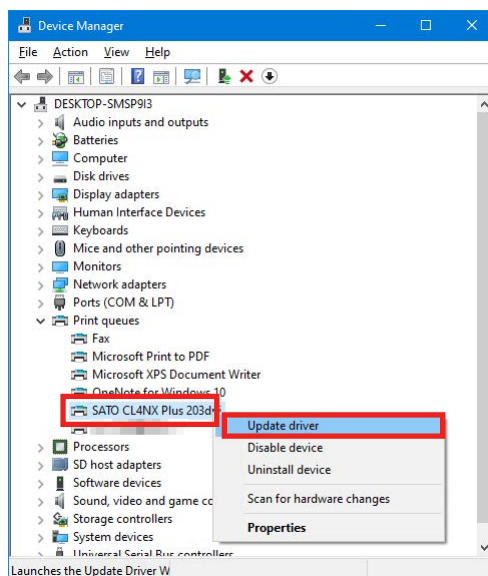 Device Manager
File Action View Help
DESKTOP-SMSP9I3
Audio inputs and outputs
Batteries
Computer
Disk drives
Display adapters
Human Interface Devices
Keyboards
Mice and other pointing devices
Monitors
Network adapters
Ports (COM & LPT)
Print queues
Fax
Microsoft Print to PDF
Microsoft XPS Document Writer
OneNote for Windows 10
SATO CL4NX Plus 203d
Update driver
Disable device
Uninstall device
Scan for hardware changes
Properties
Processors
SD host adapters
Software devices
Sound, video and game co
Storage controllers
System devices
Universal Serial Bus controllers
Launches the Update Driver W